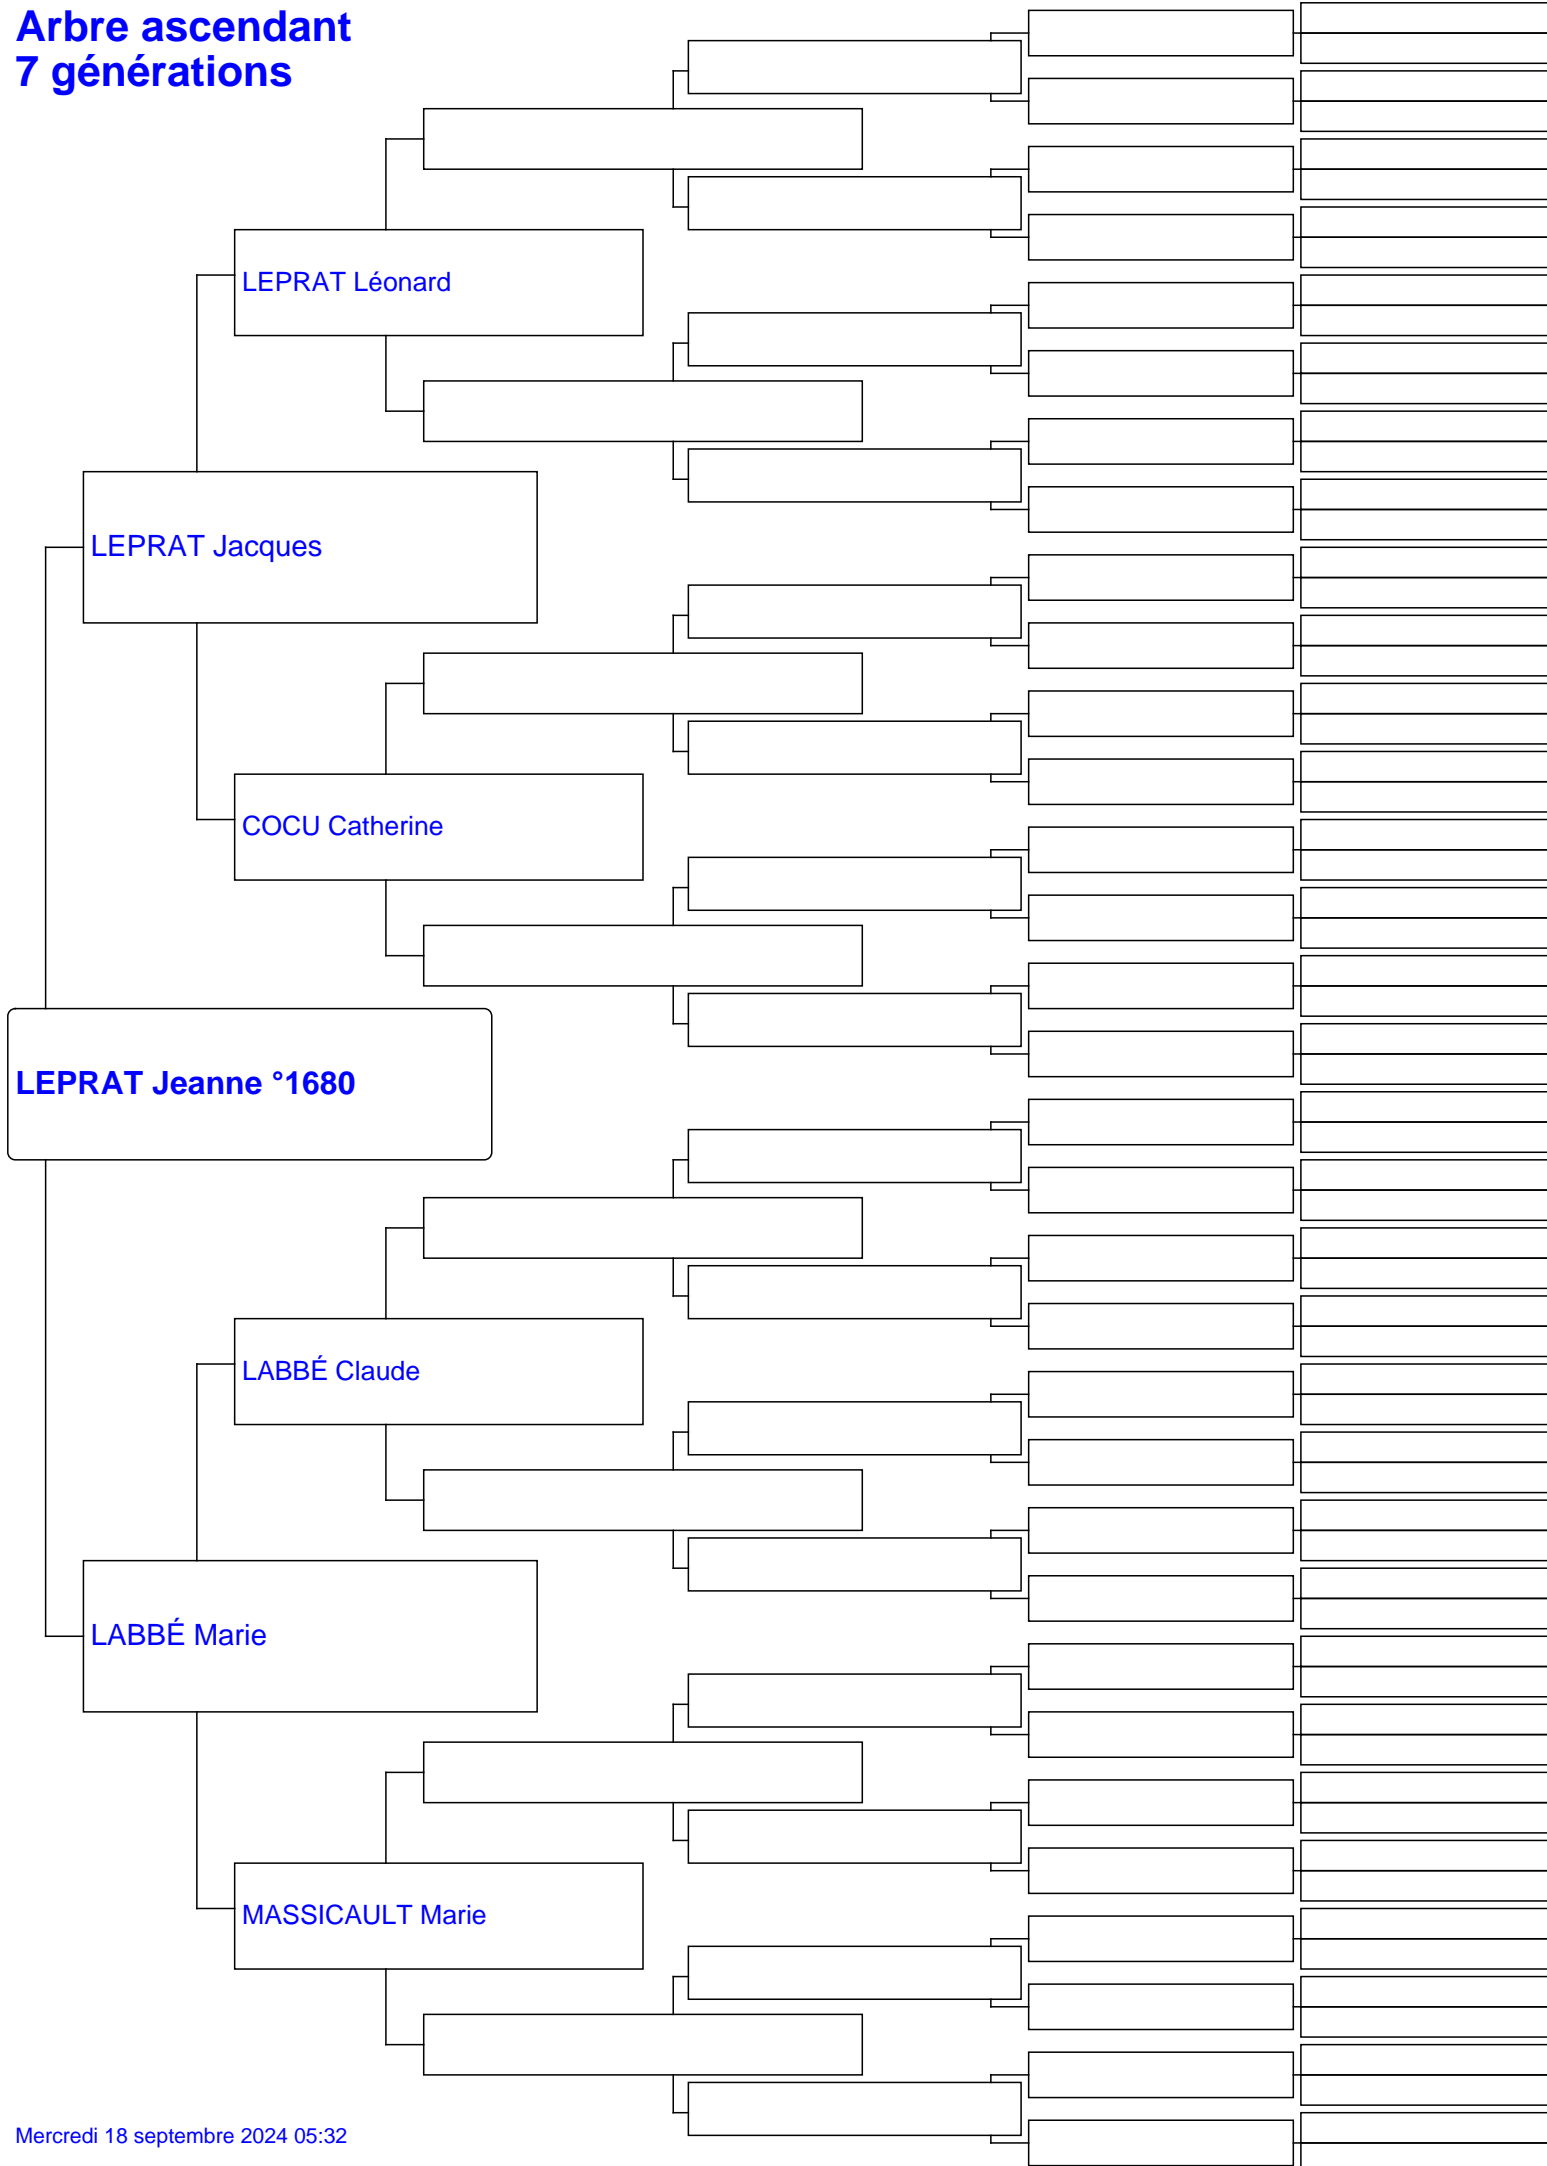 Arbre ascendant
7 générations
LEPRAT Léonard
LEPRAT Jacques
COCU Catherine
LEPRAT Jeanne °1680
LABBÉ Claude
LABBÉ Marie
MASSICAULT Marie
Mercredi 18 septembre 2024 05:32